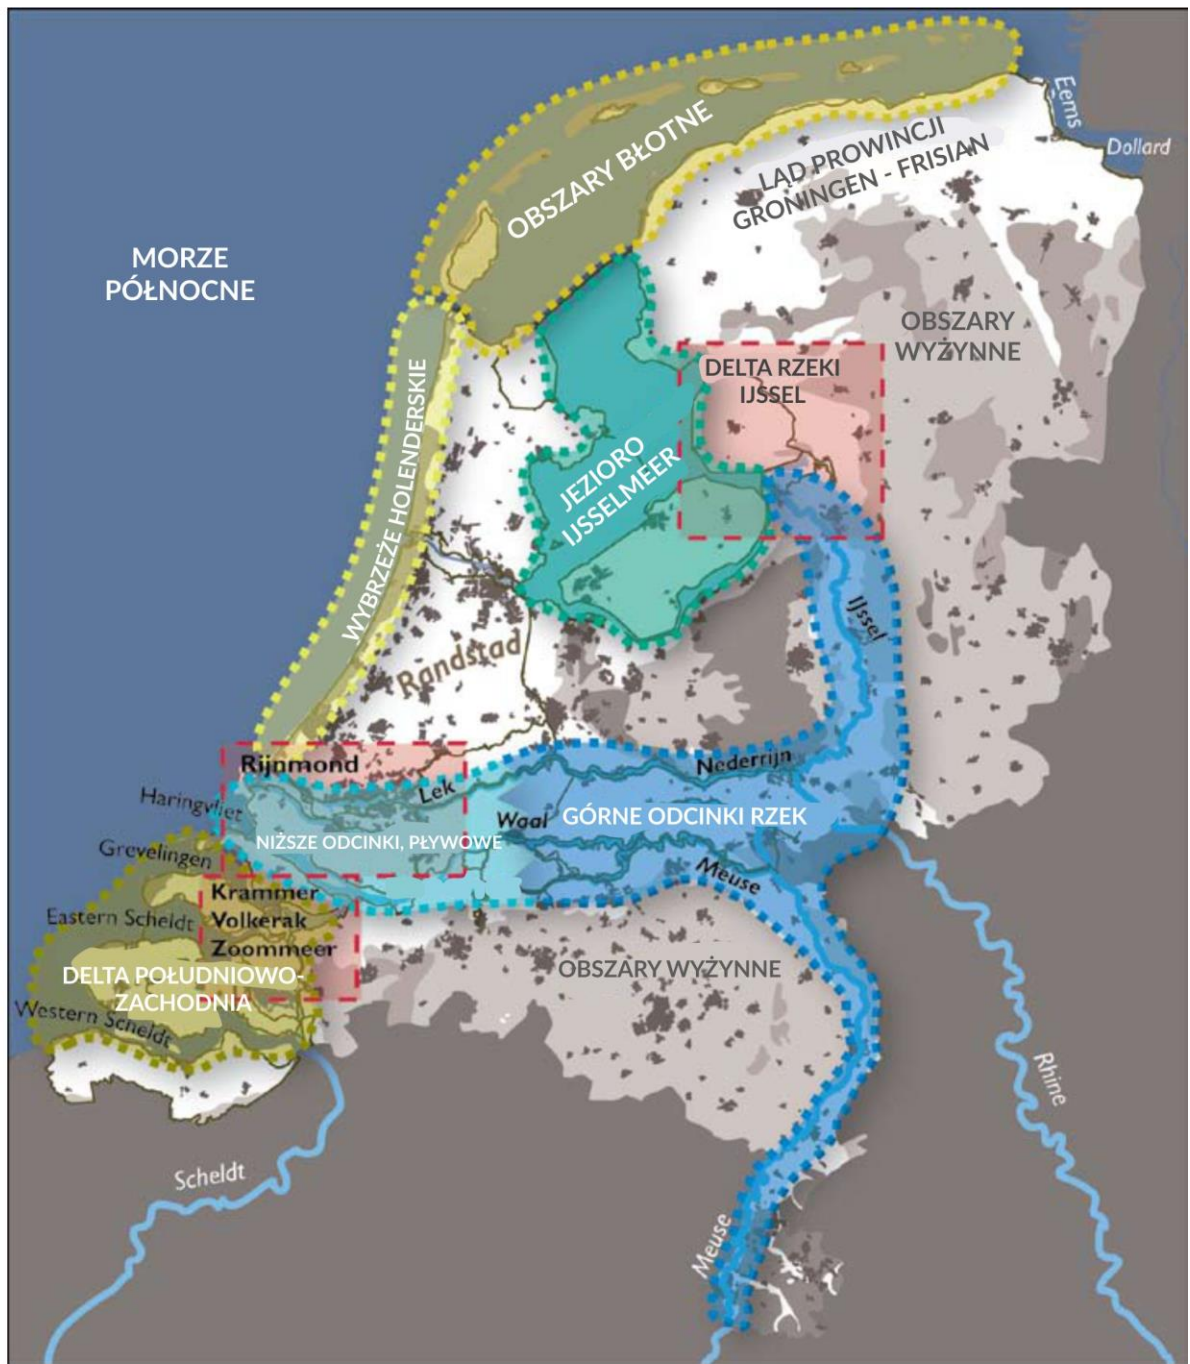 Eems
Dollard
OBSZARY BŁOTNE
LĄD PROWINCJI
GRONINGEN - FRISIAN
MORZE
PÓŁNOCNE
OBSZARY
WYŻYNNE
DELTA RZEKI
IJSSEL
WYBRZEŻE HOLENDERSKIE
JEZIORO
IJSSELMEER
IJssel
Randstad
Rijnmond
Nederrijn
Lek
Haringvliet
Waal
GÓRNE ODCINKI RZEK
NIŻSZE ODCINKI, PŁYWOWE
Grevelingen
Meuse
Krammer
Eastern Scheldt
Volkerak
Zoommeer
OBSZARY WYŻYNNE
DELTA POŁUDNIOWO-
ZACHODNIA
Western Scheldt
Rhine
Scheldt
Meuse